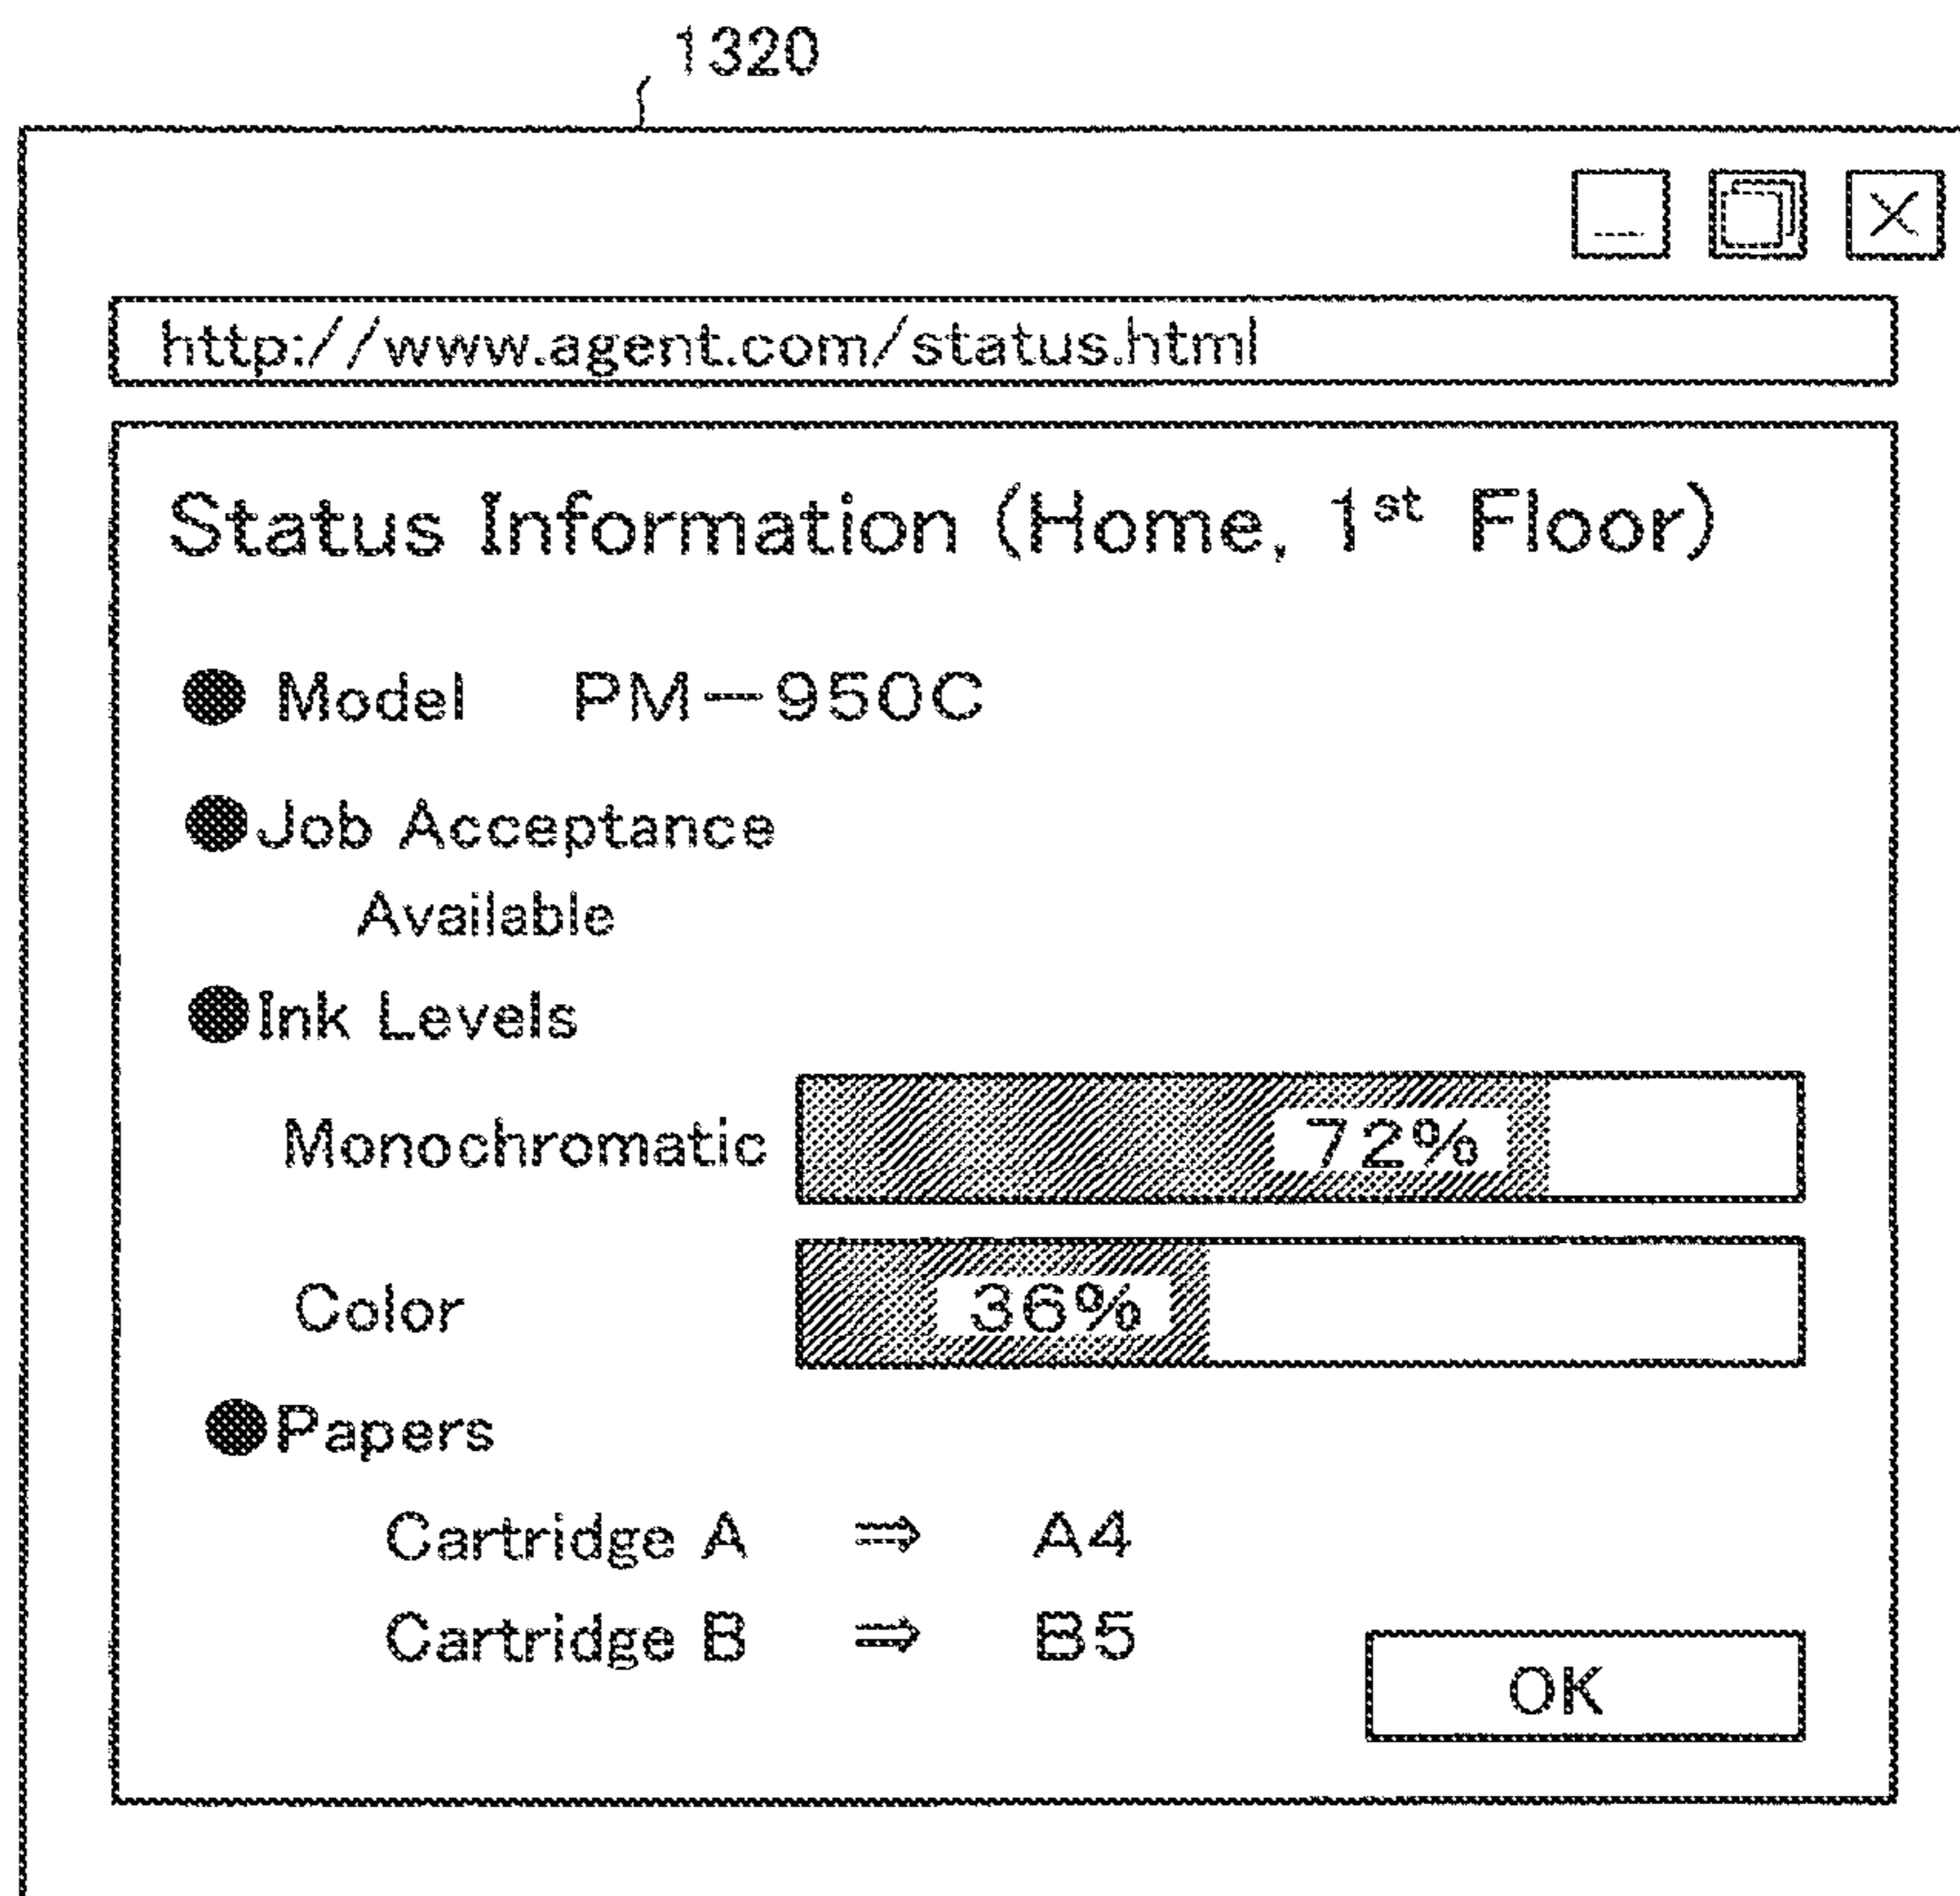 1320
http://www.agent.com/status.html
Status Information (Home, 1st Floor)
● Model PM−950C
●Job Acceptance
Available
●Ink Levels
Monochromatic 72%
Color 36%
●Papers
Cartridge A ⇒ A4
Cartridge B ⇒ B5
OK